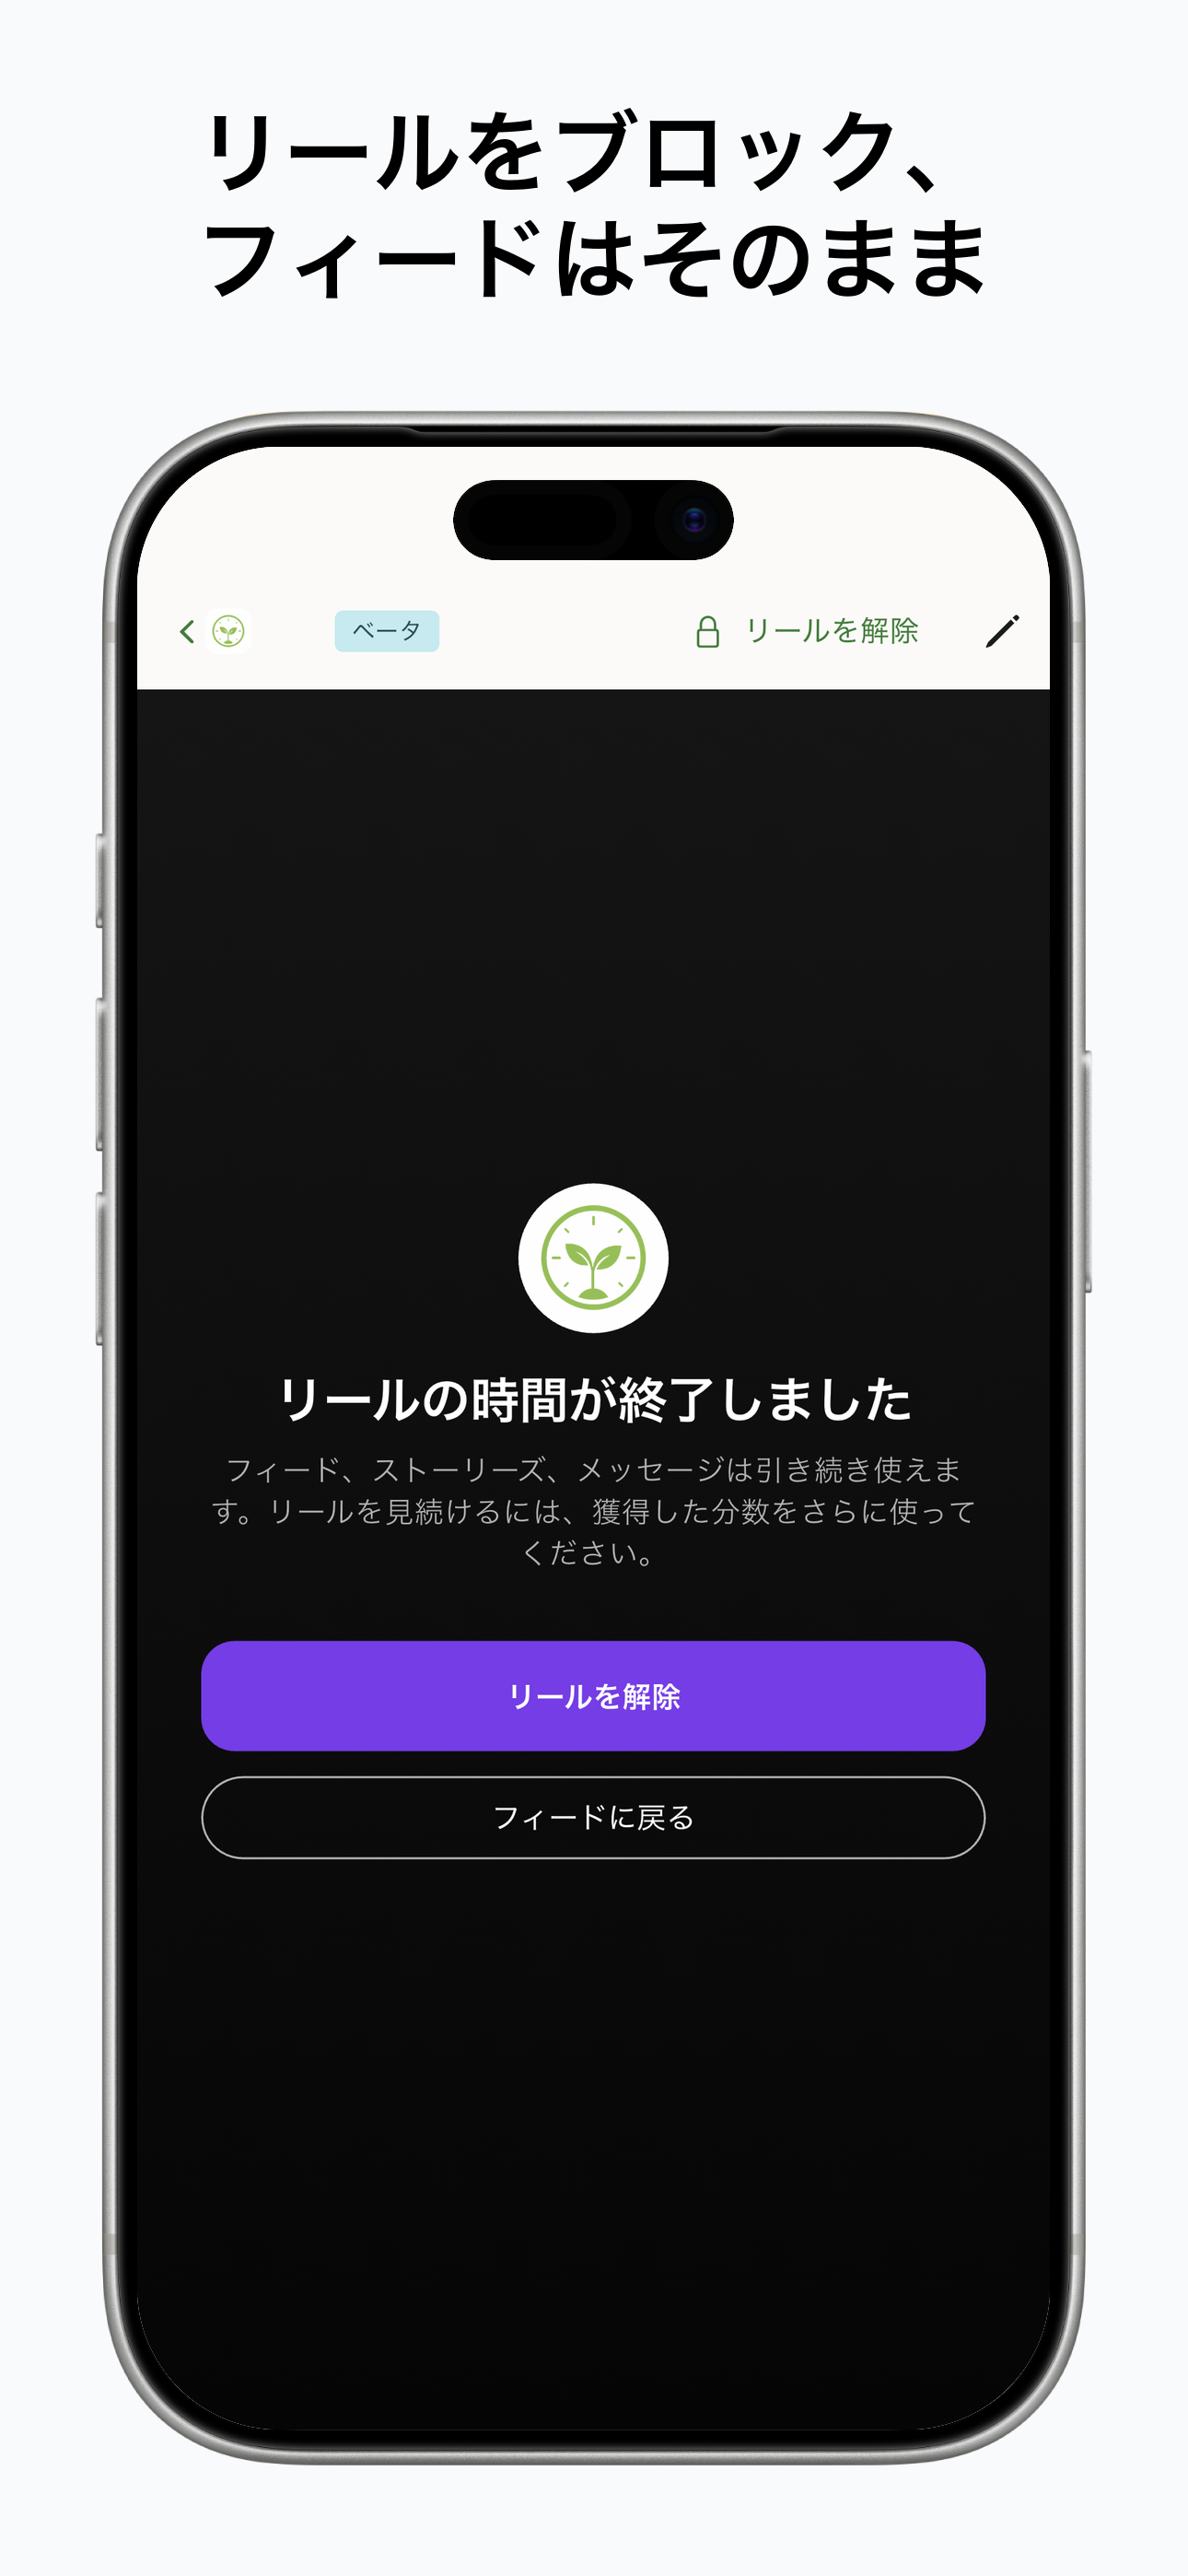 リールをブロック、
フィードはそのまま
ベータ
リールを解除
リールの時間が終了しました
フィード、ストーリーズ、メッセージは引き続き使えま
す。リールを見続けるには、獲得した分数をさらに使って
ください。
リールを解除
フィードに戻る